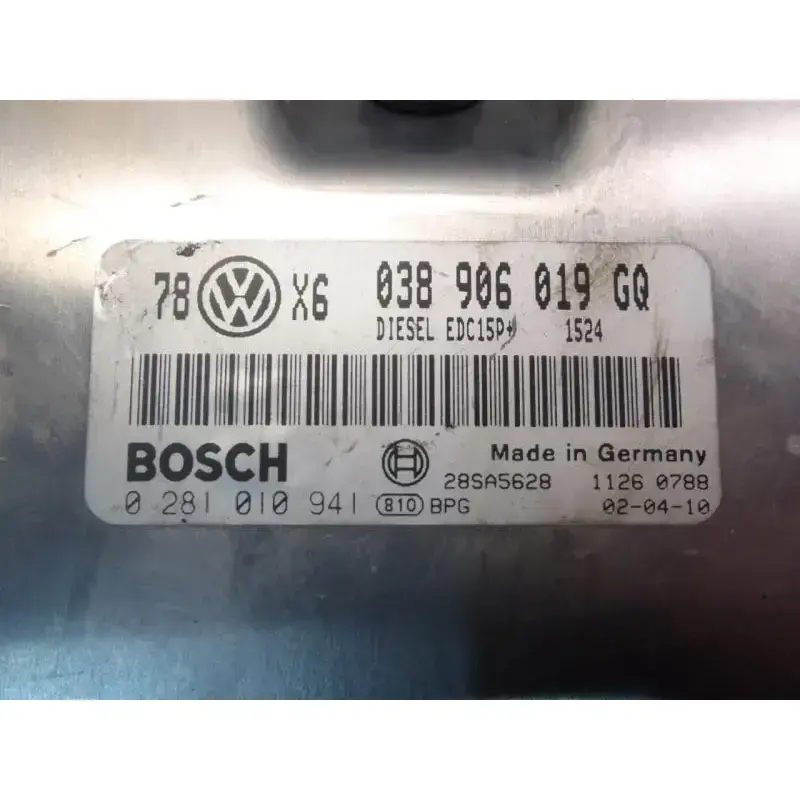 78 VW X6 038 906 019 GQ
DIESEL EDC15P+ 1524
BOSCH Made in Germany
28SA5628 1126 0788
0 281 010 941 810 BPG 02-04-10